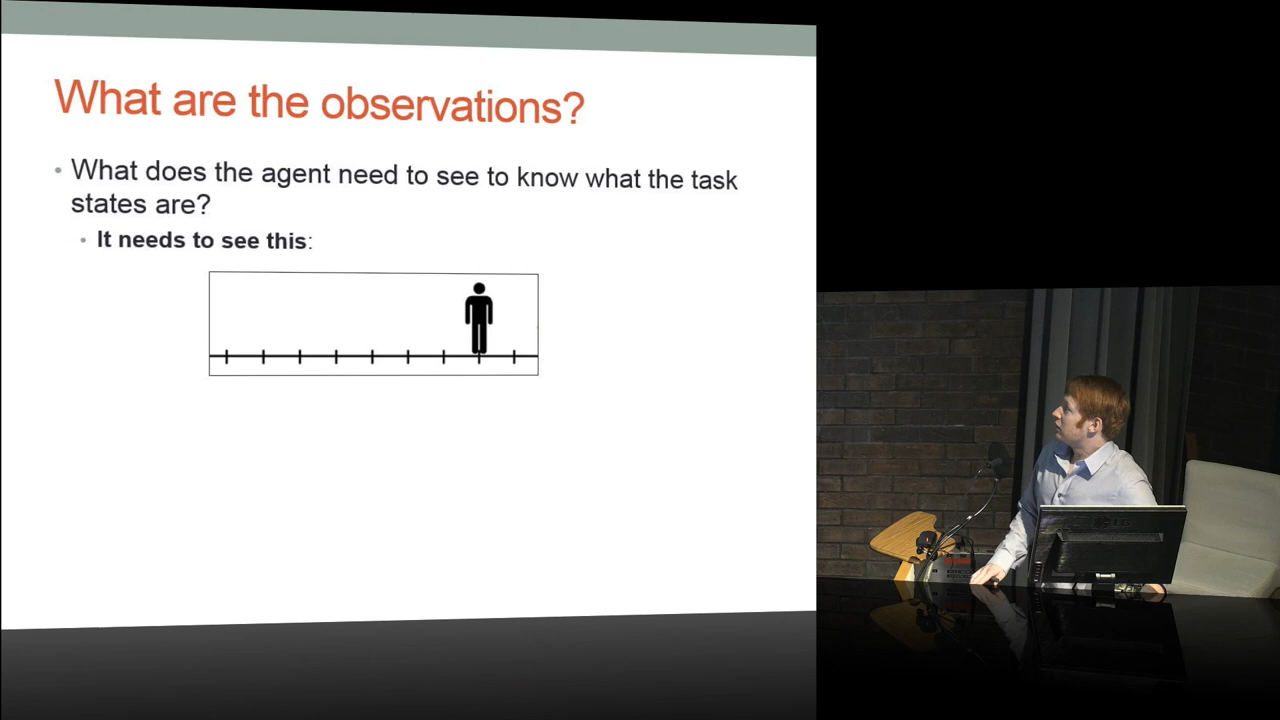 What are the observations?
• What does the agent need to see to know what the task
states are?
• It needs to see this:
LG